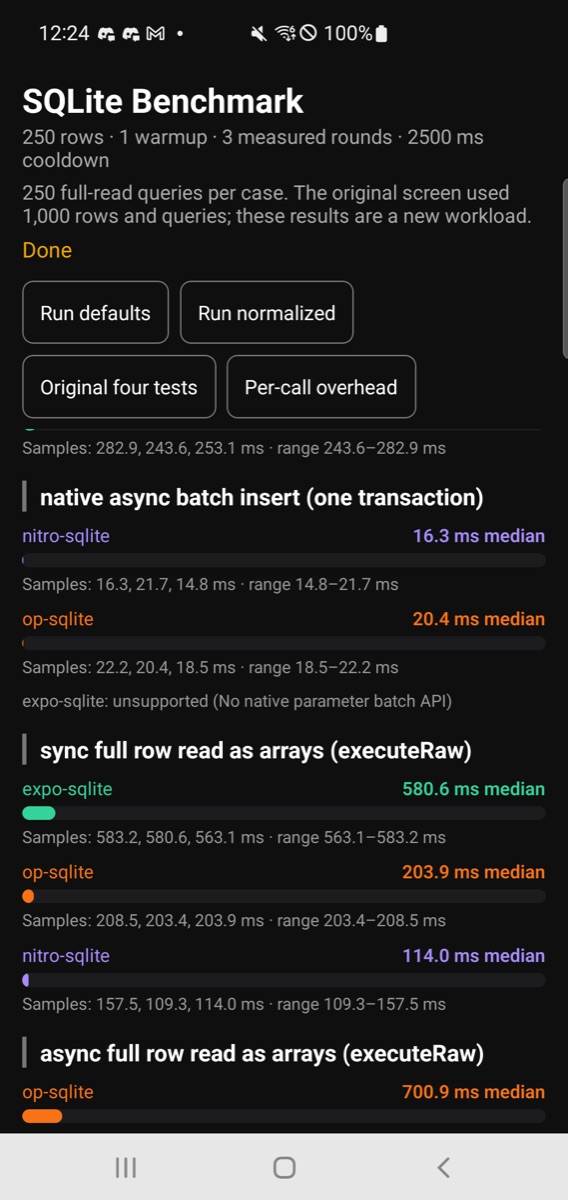 12:24 100%
SQLite Benchmark
250 rows · 1 warmup · 3 measured rounds · 2500 ms
cooldown
250 full-read queries per case. The original screen used
1,000 rows and queries; these results are a new workload.
Done
Run defaults Run normalized
Original four tests Per-call overhead
Samples: 282.9, 243.6, 253.1 ms · range 243.6–282.9 ms
native async batch insert (one transaction)
nitro-sqlite 16.3 ms median
Samples: 16.3, 21.7, 14.8 ms · range 14.8–21.7 ms
op-sqlite 20.4 ms median
Samples: 22.2, 20.4, 18.5 ms · range 18.5–22.2 ms
expo-sqlite: unsupported (No native parameter batch API)
sync full row read as arrays (executeRaw)
expo-sqlite 580.6 ms median
Samples: 583.2, 580.6, 563.1 ms · range 563.1–583.2 ms
op-sqlite 203.9 ms median
Samples: 208.5, 203.4, 203.9 ms · range 203.4–208.5 ms
nitro-sqlite 114.0 ms median
Samples: 157.5, 109.3, 114.0 ms · range 109.3–157.5 ms
async full row read as arrays (executeRaw)
op-sqlite 700.9 ms median